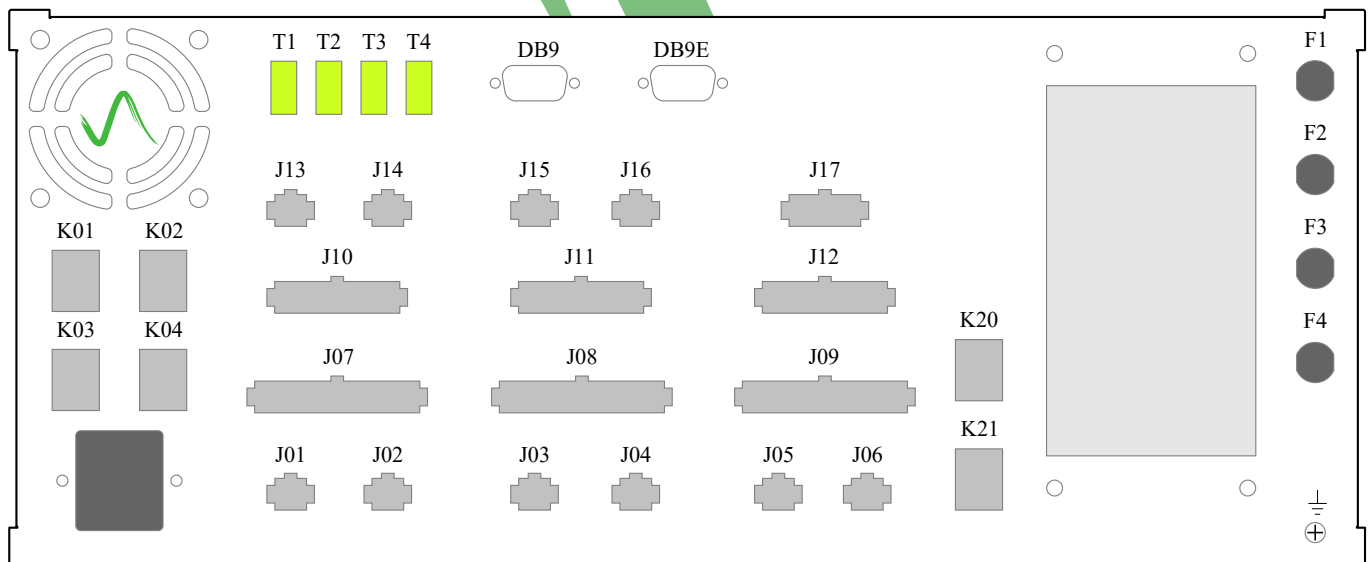 T1 T2 T3 T4 DB9 DB9E F1
F2
J13 J14 J15 J16 J17
K01 K02 F3
J10 J11 J12
K03 K04 K20 F4
J07 J08 J09
K21
J01 J02 J03 J04 J05 J06